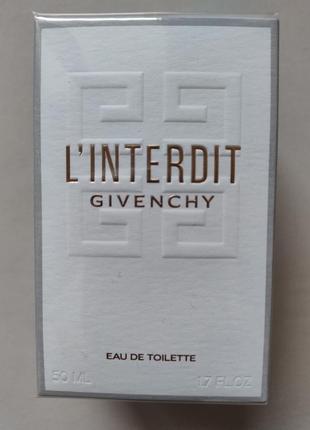 L'INTERDIT
GIVENCHY
EAU DE TOILETTE
50 ML 1.7 FL.OZ